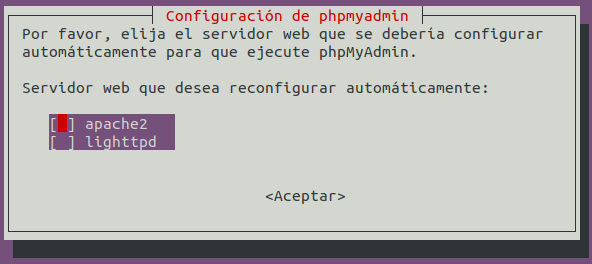 Configuración de phpmyadmin
Por favor, elija el servidor web que se debería configurar
automáticamente para que ejecute phpMyAdmin.
Servidor web que desea reconfigurar automáticamente:
[ ] apache2
[ ] lighttpd
<Aceptar>